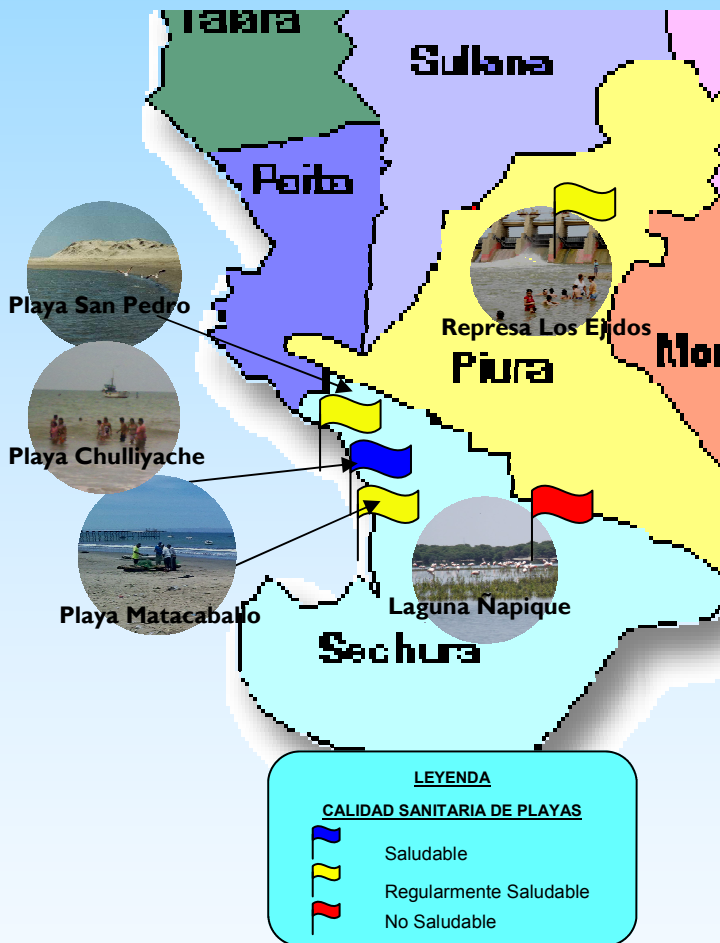 Talara
Sullana
Paita
Playa San Pedro
Represa Los Ejidos
Piura
Playa Chulliyache
Playa Matacaballo
Laguna Ñapique
Sechura
LEYENDA
CALIDAD SANITARIA DE PLAYAS
Saludable
Regularmente Saludable
No Saludable